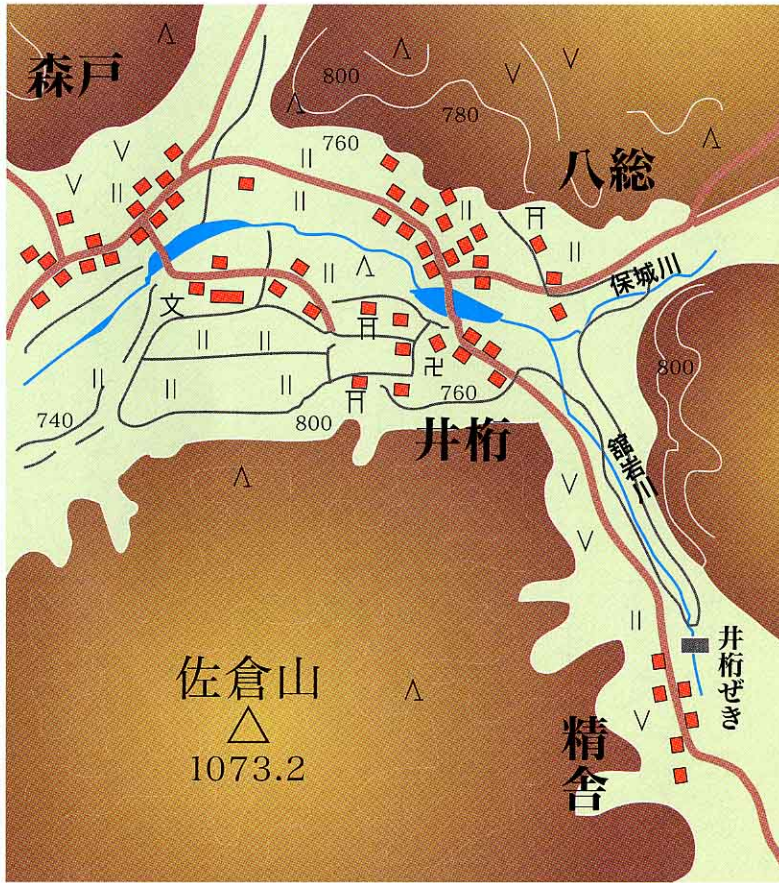 森戸
800
780
760
八総
保城川
文
卍
760
800
740
800
井桁
舘岩川
井桁ぜき
佐倉山
1073.2
精舎